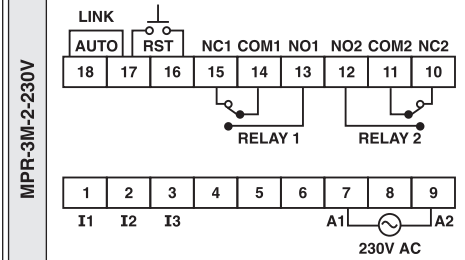 MPR-3M-2-230V
LINK
AUTO RST NC1 COM1 NO1 NO2 COM2 NC2
18 17 16 15 14 13 12 11 10
RELAY 1 RELAY 2
1 2 3 4 5 6 7 8 9
I1 I2 I3 A1 A2
230V AC